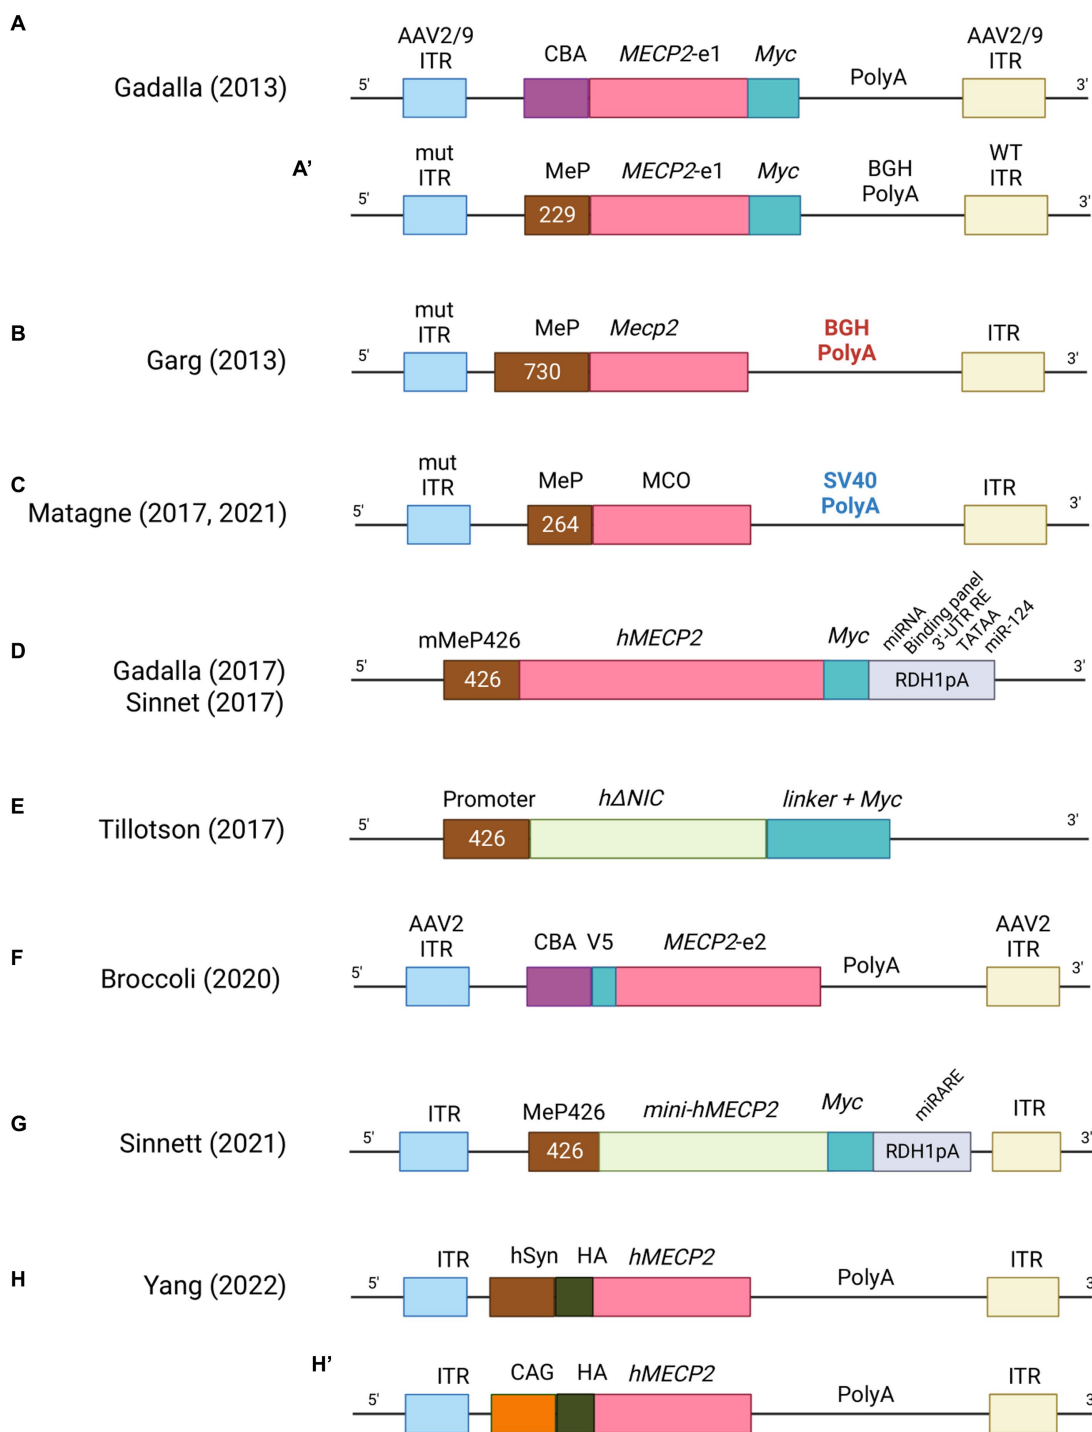 A
Gadalla (2013)
AAV2/9
ITR
CBA
MECP2-e1
Myc
PolyA
AAV2/9
ITR
5'
3'
A'
mut
ITR
MeP
MECP2-e1
Myc
BGH
PolyA
WT
ITR
5'
229
3'
B
Garg (2013)
mut
ITR
MeP
Mecp2
BGH
PolyA
ITR
5'
730
3'
C
Matagne (2017, 2021)
mut
ITR
MeP
MCO
SV40
PolyA
ITR
5'
264
3'
D
Gadalla (2017)
Sinnet (2017)
mMeP426
hMECP2
Myc
miRNA
Binding panel
3'-UTR RE
TATAA
miR-124
5'
426
RDH1pA
3'
E
Tillotson (2017)
Promoter
hΔNIC
linker + Myc
5'
426
3'
F
Broccoli (2020)
AAV2
ITR
CBA
V5
MECP2-e2
PolyA
AAV2
ITR
5'
3'
G
Sinnett (2021)
ITR
MeP426
mini-hMECP2
Myc
miRARE
ITR
5'
426
RDH1pA
3'
H
Yang (2022)
ITR
hSyn
HA
hMECP2
PolyA
ITR
5'
3
H'
ITR
CAG
HA
hMECP2
PolyA
ITR
5'
3